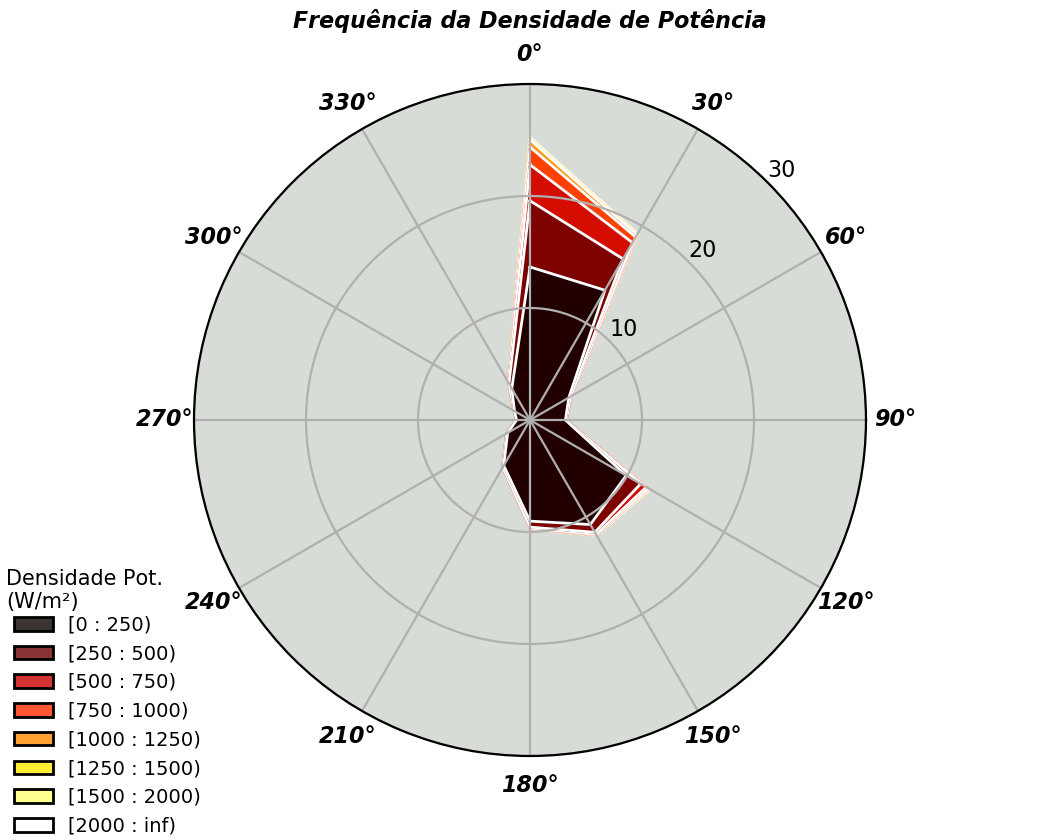 Frequência da Densidade de Potência
0°
330°
30°
30
300°
60°
20
10
270°
90°
240°
120°
210°
150°
180°
Densidade Pot.
(W/m²)
[0 : 250)
[250 : 500)
[500 : 750)
[750 : 1000)
[1000 : 1250)
[1250 : 1500)
[1500 : 2000)
[2000 : inf)